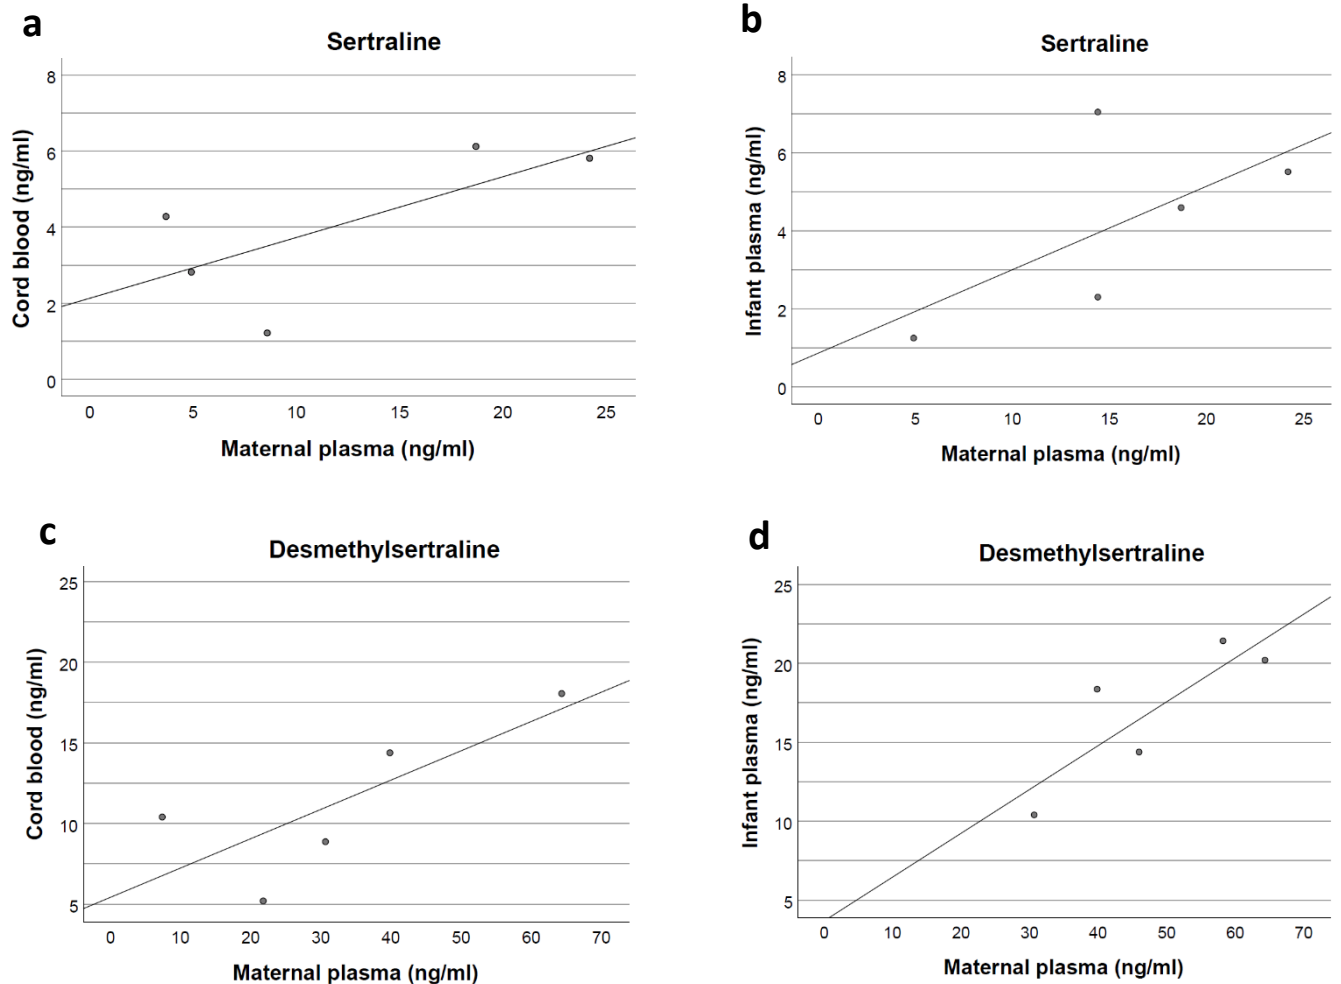 a
Sertraline
8
6
4
2
0
Cord blood (ng/ml)
0 5 10 15 20 25
Maternal plasma (ng/ml)
b
Sertraline
8
6
4
2
0
Infant plasma (ng/ml)
0 5 10 15 20 25
Maternal plasma (ng/ml)
c
Desmethylsertraline
25
20
15
10
5
Cord blood (ng/ml)
0 10 20 30 40 50 60 70
Maternal plasma (ng/ml)
d
Desmethylsertraline
25
20
15
10
5
Infant plasma (ng/ml)
0 10 20 30 40 50 60 70
Maternal plasma (ng/ml)